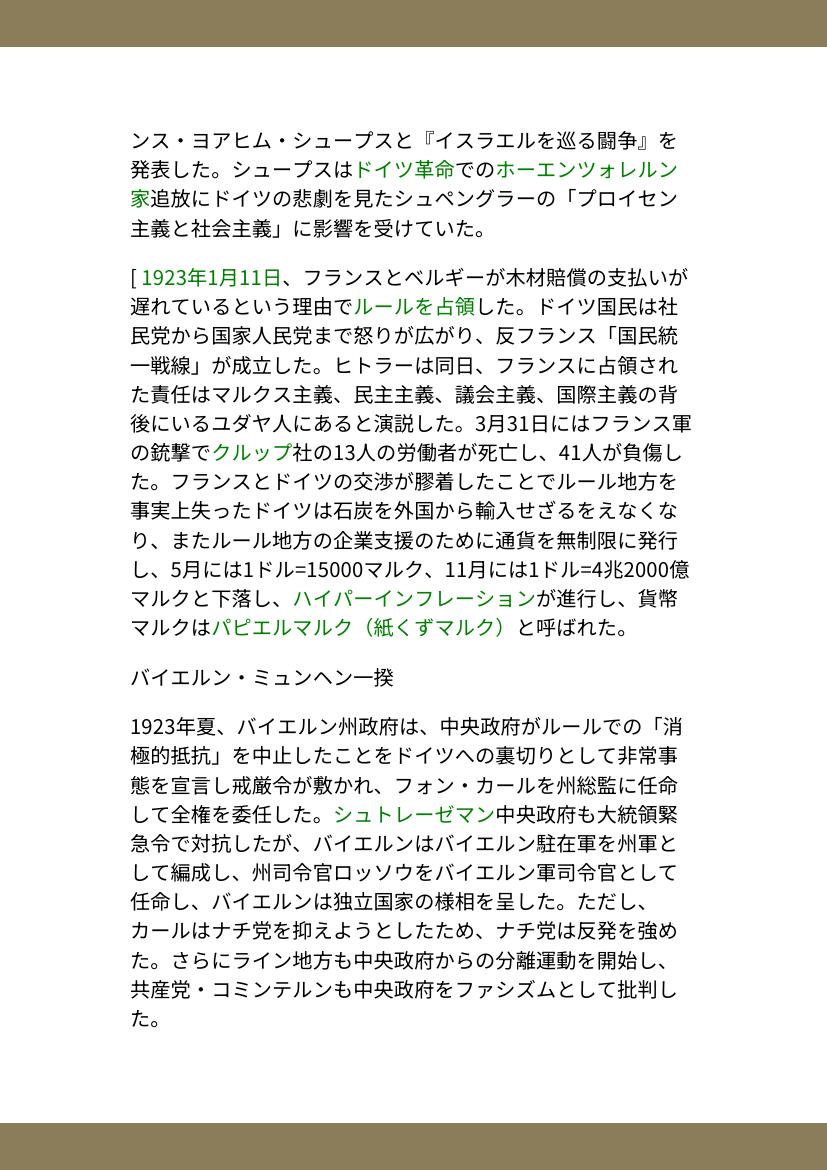 ンス・ヨアヒム・シュープスと『イスラエルを巡る闘争』を
発表した。シュープスはドイツ革命でのホーエンツォレルン
家追放にドイツの悲劇を見たシュペングラーの「プロイセン
主義と社会主義」に影響を受けていた。
[ 1923年1月11日、フランスとベルギーが木材賠償の支払いが
遅れているという理由でルールを占領した。ドイツ国民は社
民党から国家人民党まで怒りが広がり、反フランス「国民統
一戦線」が成立した。ヒトラーは同日、フランスに占領され
た責任はマルクス主義、民主主義、議会主義、国際主義の背
後にいるユダヤ人にあると演説した。3月31日にはフランス軍
の銃撃でクルップ社の13人の労働者が死亡し、41人が負傷し
た。フランスとドイツの交渉が膠着したことでルール地方を
事実上失ったドイツは石炭を外国から輸入せざるをえなくな
り、またルール地方の企業支援のために通貨を無制限に発行
し、5月には1ドル=15000マルク、11月には1ドル=4兆2000億
マルクと下落し、ハイパーインフレーションが進行し、貨幣
マルクはパピエルマルク（紙くずマルク）と呼ばれた。
バイエルン・ミュンヘン一揆
1923年夏、バイエルン州政府は、中央政府がルールでの「消
極的抵抗」を中止したことをドイツへの裏切りとして非常事
態を宣言し戒厳令が敷かれ、フォン・カールを州総監に任命
して全権を委任した。シュトレーゼマン中央政府も大統領緊
急令で対抗したが、バイエルンはバイエルン駐在軍を州軍と
して編成し、州司令官ロッソウをバイエルン軍司令官として
任命し、バイエルンは独立国家の様相を呈した。ただし、
カールはナチ党を抑えようとしたため、ナチ党は反発を強め
た。さらにライン地方も中央政府からの分離運動を開始し、
共産党・コミンテルンも中央政府をファシズムとして批判し
た。